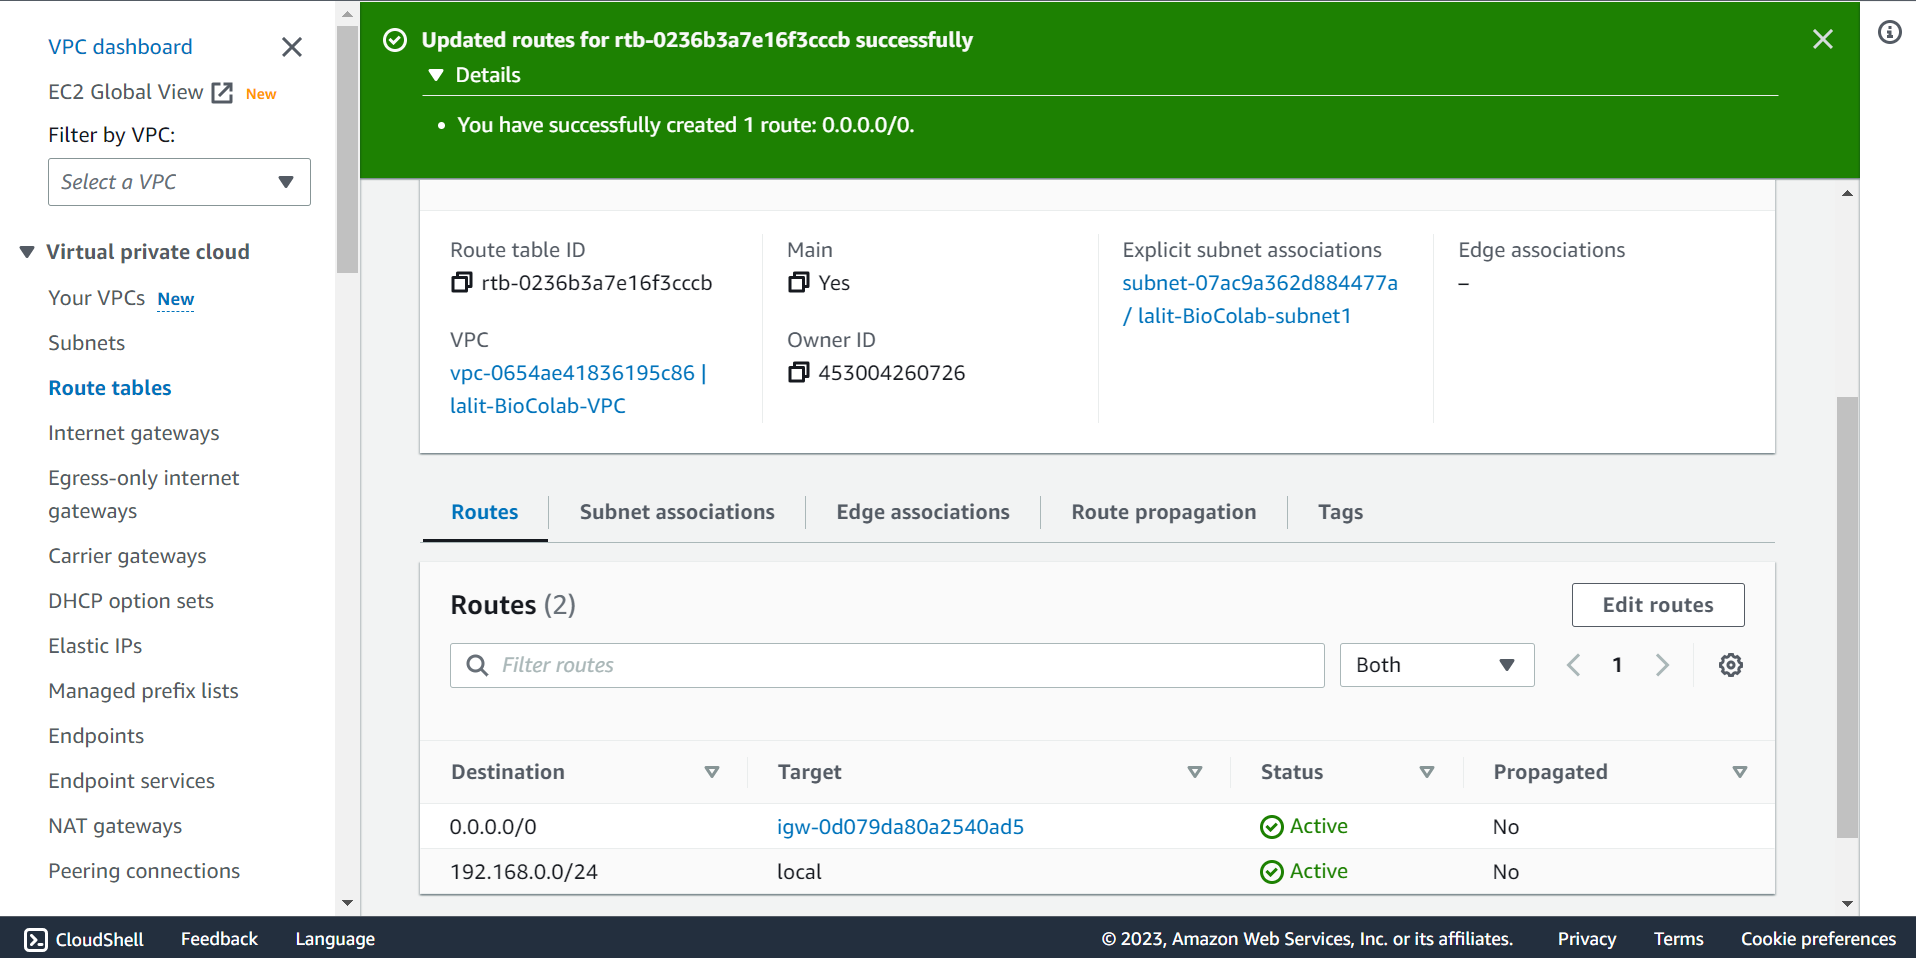 VPC dashboard
EC2 Global View New
Filter by VPC:
Select a VPC
Virtual private cloud
Your VPCs New
Subnets
Route tables
Internet gateways
Egress-only internet
gateways
Carrier gateways
DHCP option sets
Elastic IPs
Managed prefix lists
Endpoints
Endpoint services
NAT gateways
Peering connections
Updated routes for rtb-0236b3a7e16f3cccb successfully
Details
• You have successfully created 1 route: 0.0.0.0/0.
Route table ID
rtb-0236b3a7e16f3cccb
VPC
vpc-0654ae41836195c86 |
lalit-BioColab-VPC
Main
Yes
Owner ID
453004260726
Explicit subnet associations
subnet-07ac9a362d884477a
/ lalit-BioColab-subnet1
Edge associations
–
Routes Subnet associations Edge associations Route propagation Tags
Routes (2) Edit routes
Filter routes Both 1
Destination Target Status Propagated
0.0.0.0/0 igw-0d079da80a2540ad5 Active No
192.168.0.0/24 local Active No
CloudShell Feedback Language © 2023, Amazon Web Services, Inc. or its affiliates. Privacy Terms Cookie preferences